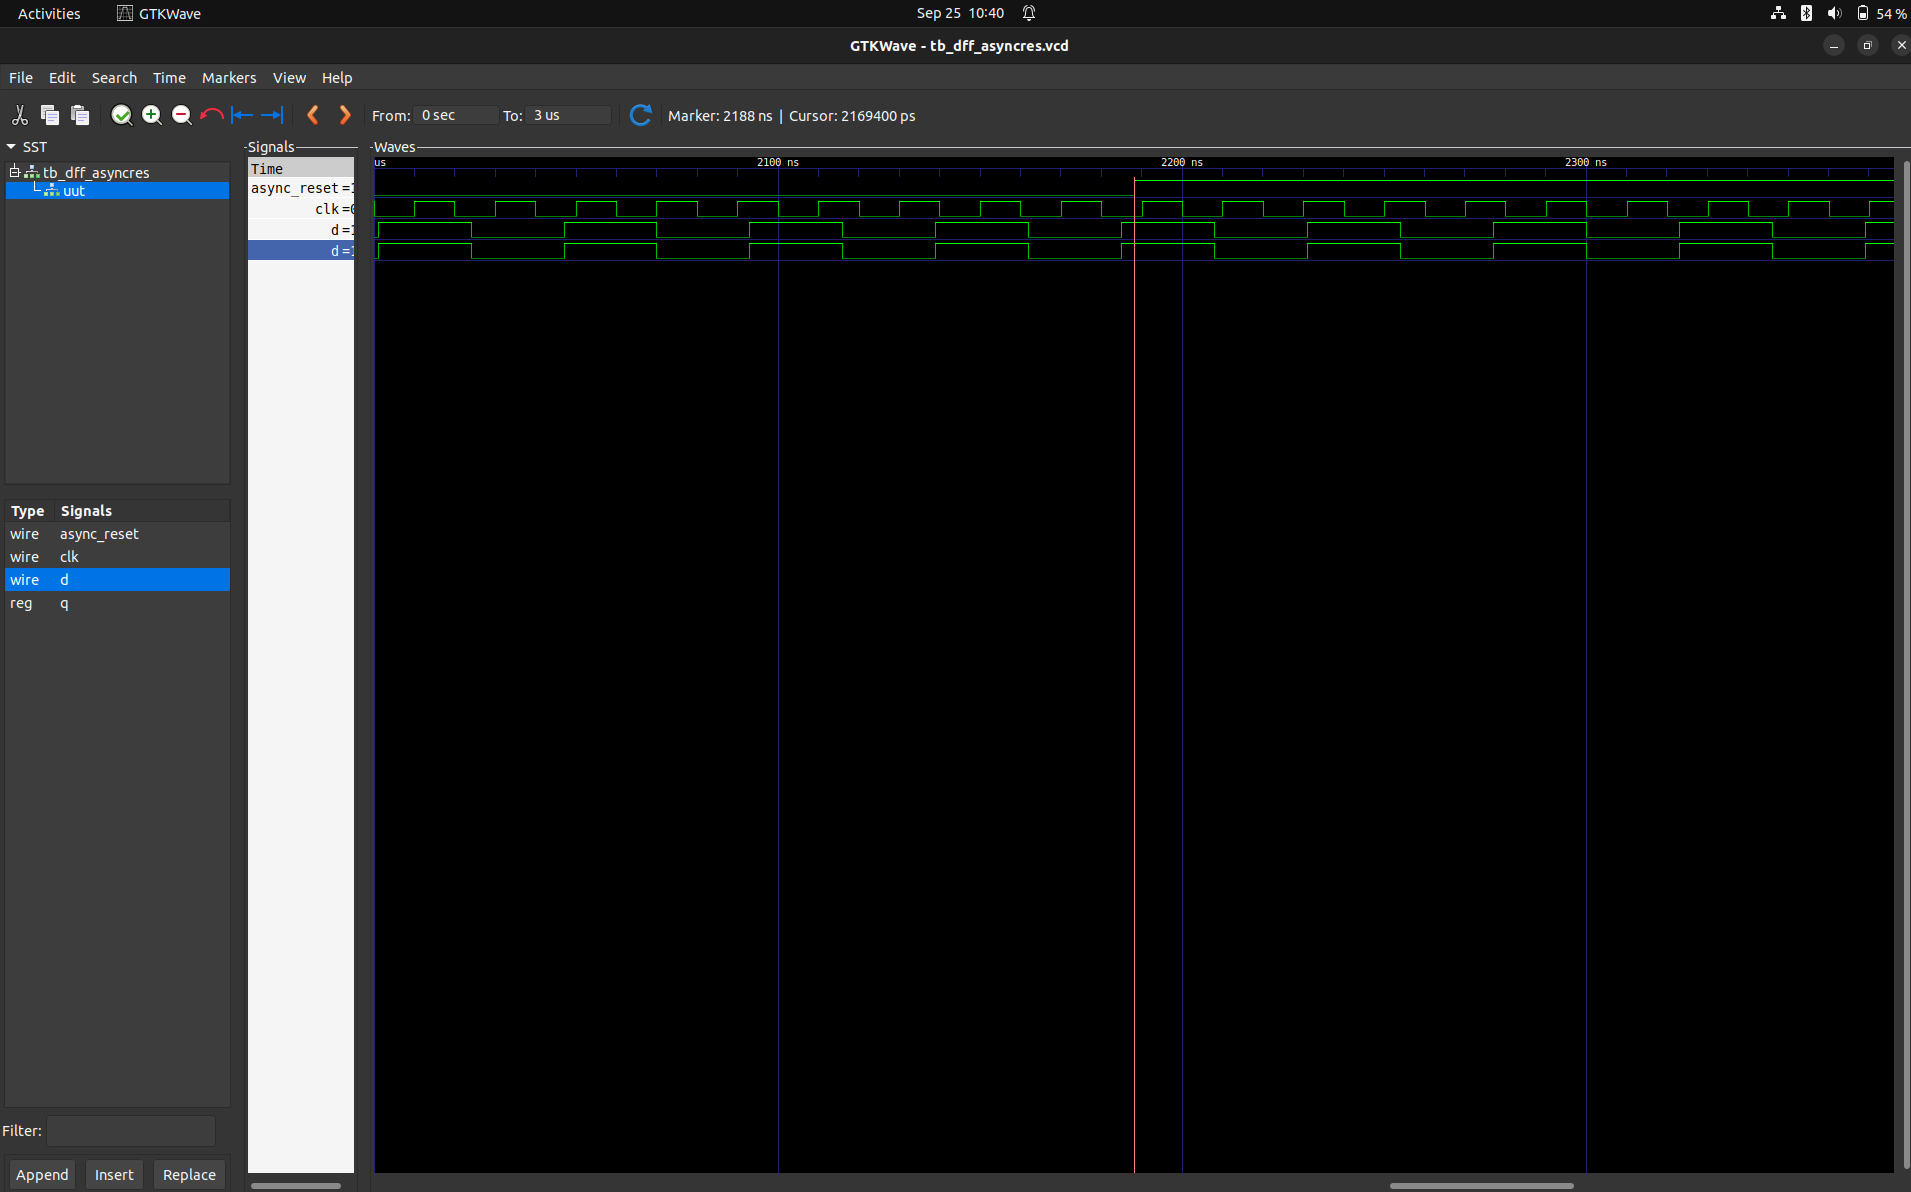 Activities GTKWave Sep 25 10:40 54 %
GTKWave - tb_dff_asyncres.vcd
File Edit Search Time Markers View Help
From: 0 sec To: 3 us Marker: 2188 ns | Cursor: 2169400 ps
SST
tb_dff_asyncres
uut
Type Signals
wire async_reset
wire clk
wire d
reg q
Filter:
Append Insert Replace
Signals
Time
async_reset =1
clk =0
d =1
d =1
Waves
us 2100 ns 2200 ns 2300 ns